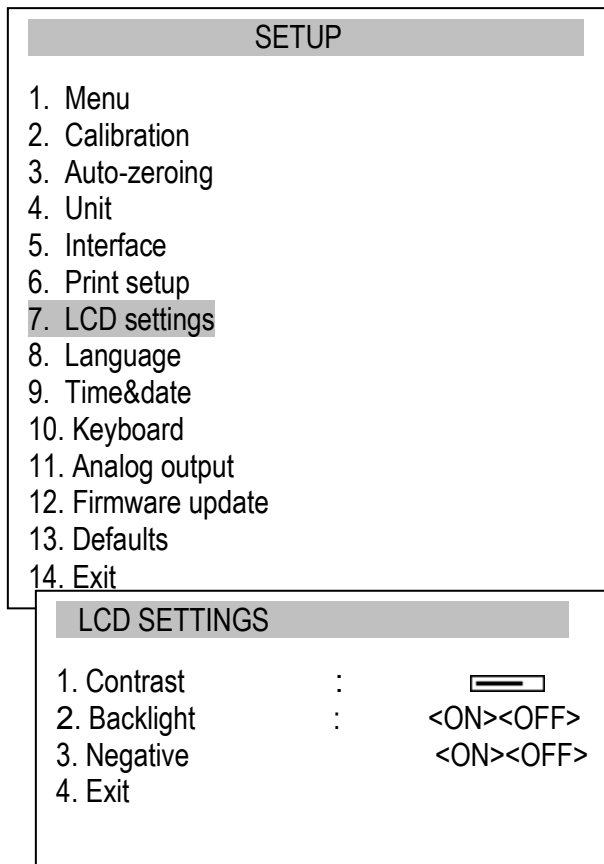 SETUP
1. Menu
2. Calibration
3. Auto-zeroing
4. Unit
5. Interface
6. Print setup
7. LCD settings
8. Language
9. Time&date
10. Keyboard
11. Analog output
12. Firmware update
13. Defaults
14. Exit
LCD SETTINGS
1. Contrast :
2. Backlight : <ON><OFF>
3. Negative <ON><OFF>
4. Exit